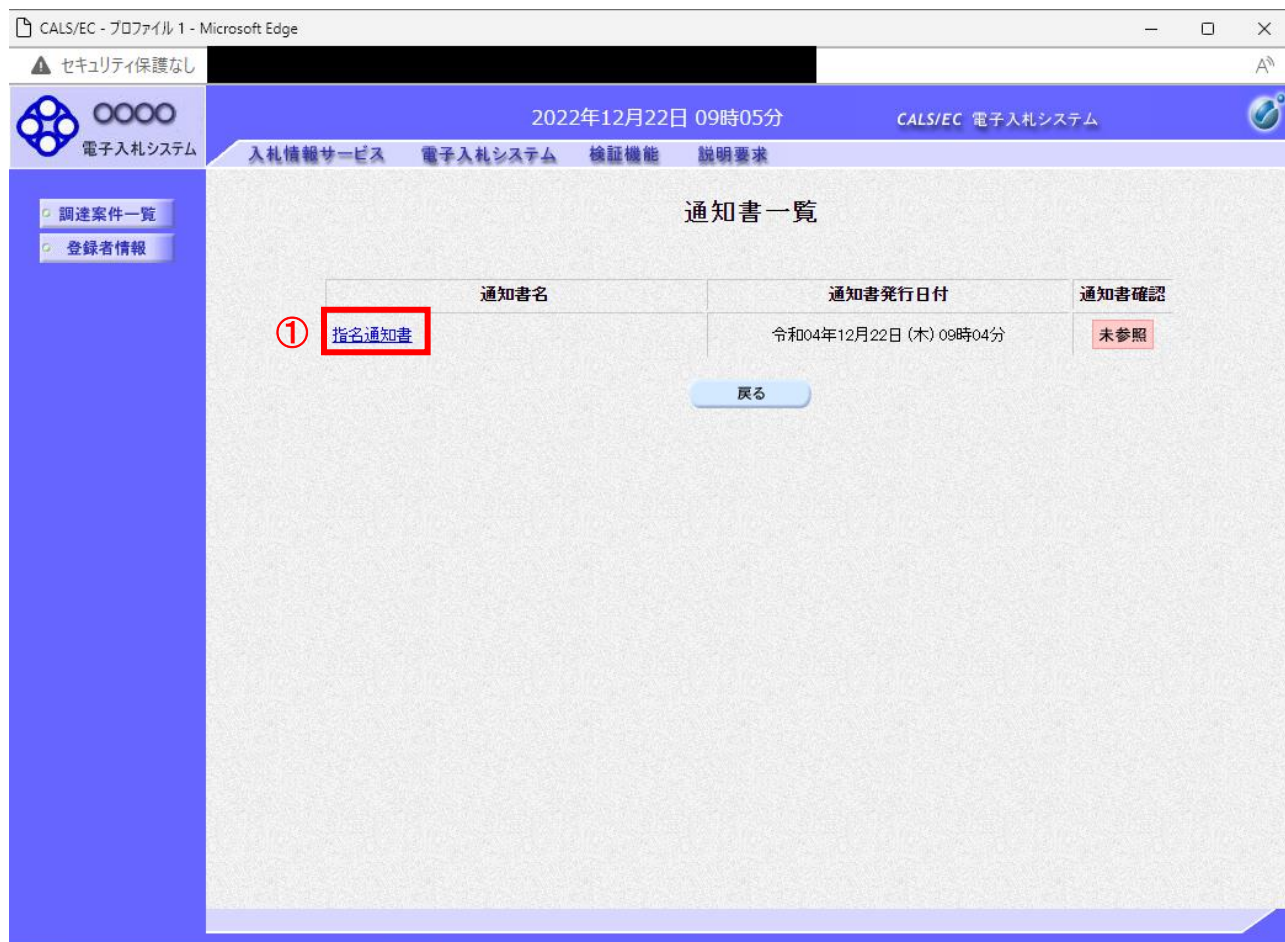 CALS/EC - プロファイル 1 - Microsoft Edge
セキュリティ保護なし
OOOO
電子入札システム
2022年12月22日 09時05分
CALS/EC 電子入札システム
入札情報サービス 電子入札システム 検証機能 説明要求
調達案件一覧
登録者情報
通知書一覧
通知書名 通知書発行日付 通知書確認
① 指名通知書 令和04年12月22日 (木) 09時04分 未参照
戻る